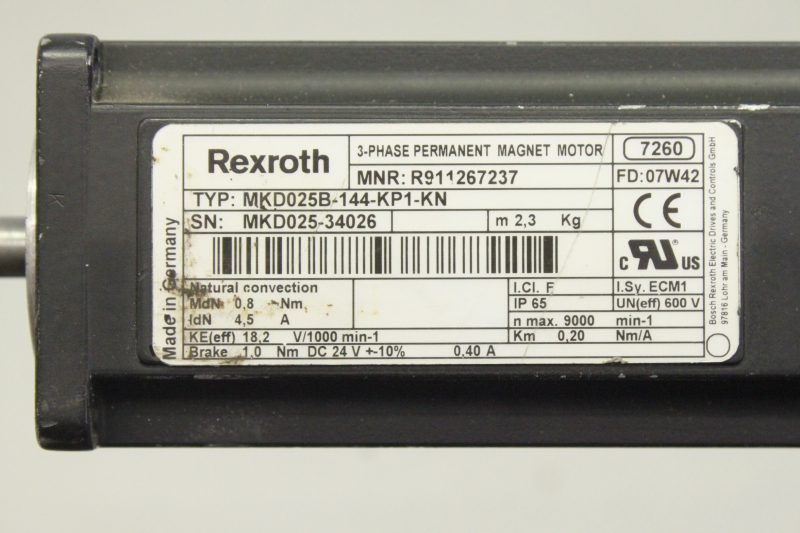 Rexroth
3-PHASE PERMANENT MAGNET MOTOR
7260
MNR: R911267237
FD: 07W42
TYP: MKD025B-144-KP1-KN
SN: MKD025-34026
m 2,3 Kg
CE
c RU US
Natural convection
I.Cl. F
I.Sy. ECM1
MdN 0,8 Nm
IP 65
UN(eff) 600 V
IdN 4,5 A
n max. 9000 min-1
KE(eff) 18,2 V/1000 min-1
Km 0,20 Nm/A
Brake 1.0 Nm DC 24 V +-10% 0.40 A
Made in Germany
Bosch Rexroth Electric Drives and Controls GmbH
97816 Lohr am Main - Germany
K